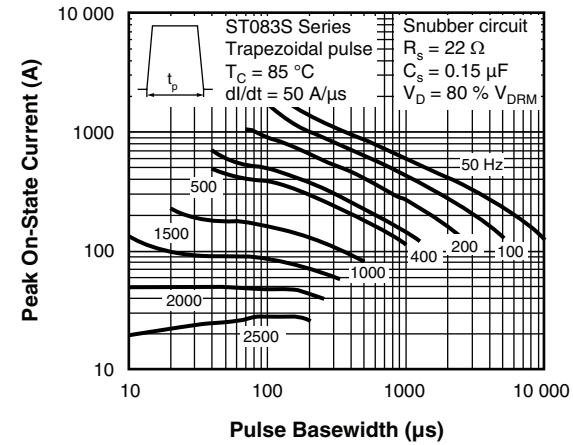 10 000
1000
100
10
Peak On-State Current (A)
t_p
ST083S Series
Trapezoidal pulse
T_C = 85 °C
dI/dt = 50 A/µs
Snubber circuit
R_s = 22 Ω
C_s = 0.15 µF
V_D = 80 % V_DRM
50 Hz
500
1500
400
200
100
1000
2000
2500
10
100
1000
10 000
Pulse Basewidth (µs)